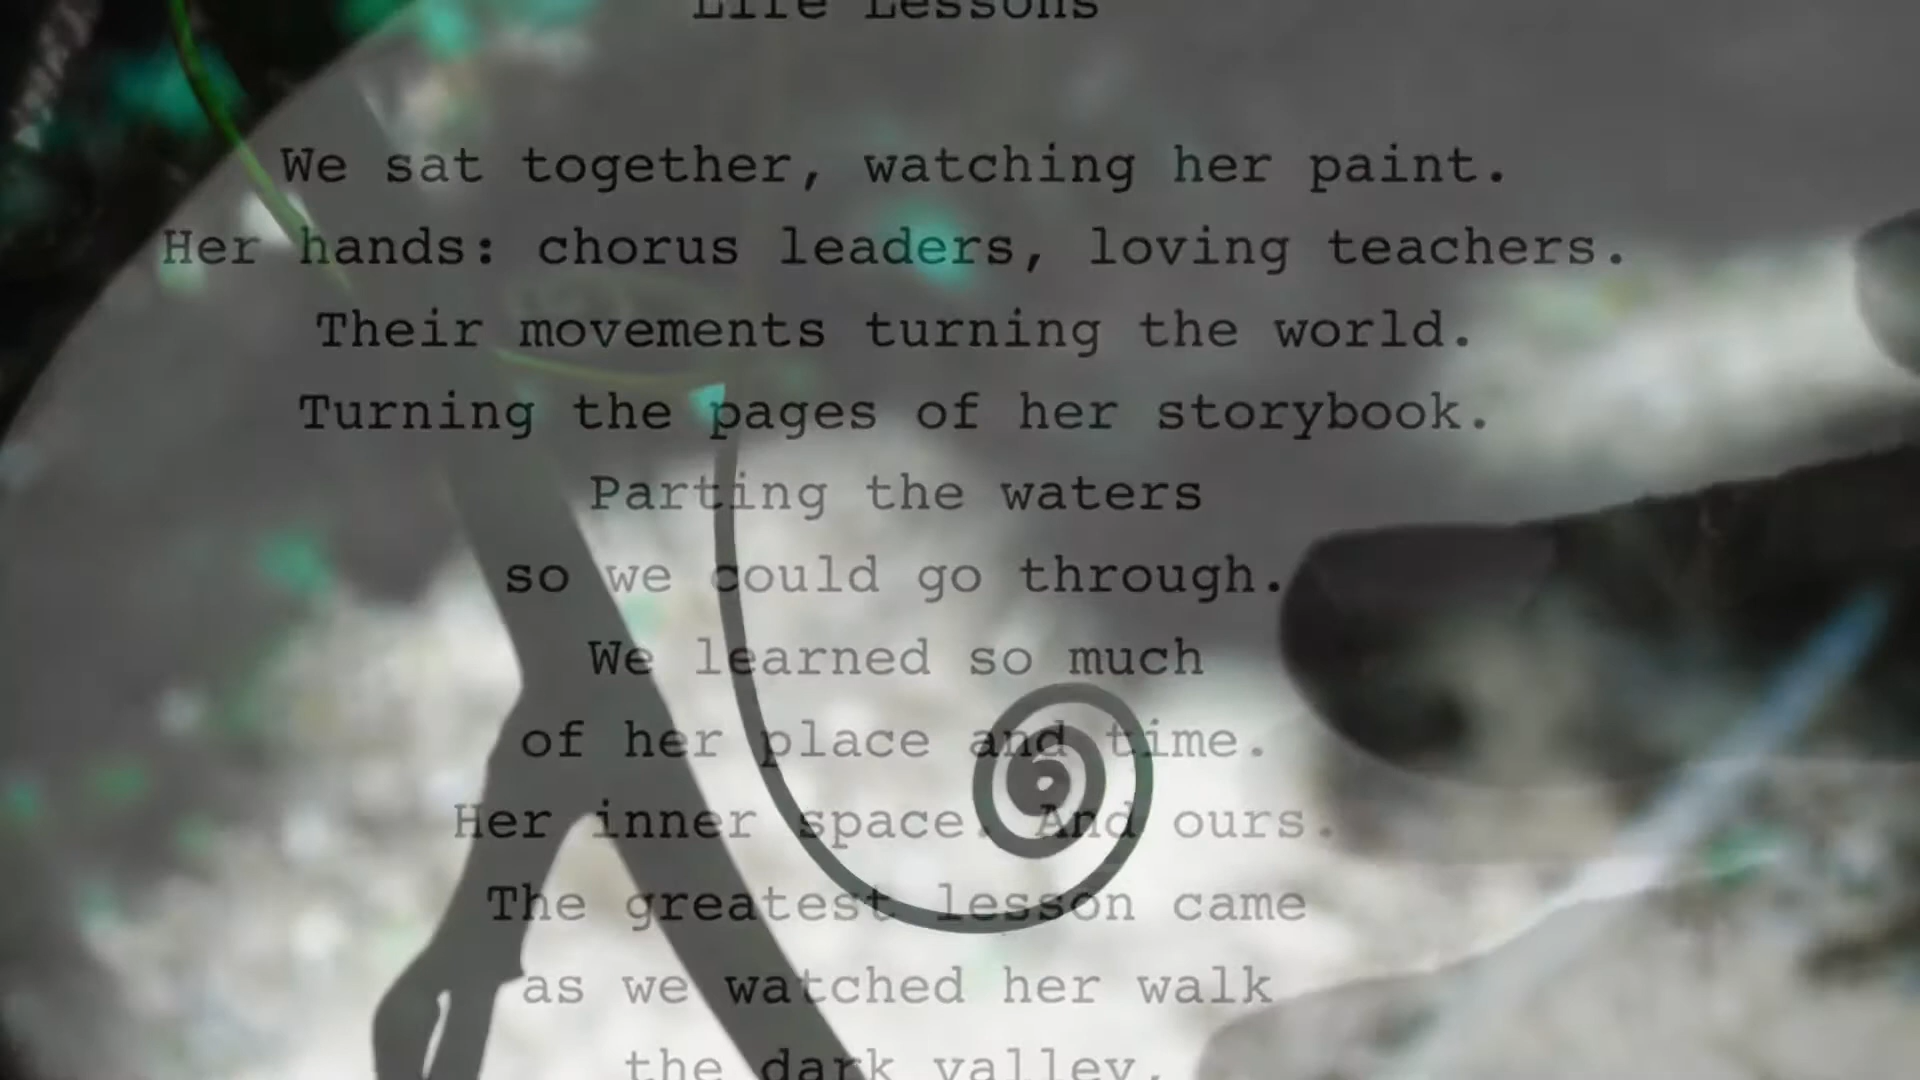 Life Lessons
We sat together, watching her paint.
Her hands: chorus leaders, loving teachers.
Their movements turning the world.
Turning the pages of her storybook.
Parting the waters
so we could go through.
We learned so much
of her place and time.
Her inner space. And ours.
The greatest lesson came
as we watched her walk
the dark valley.